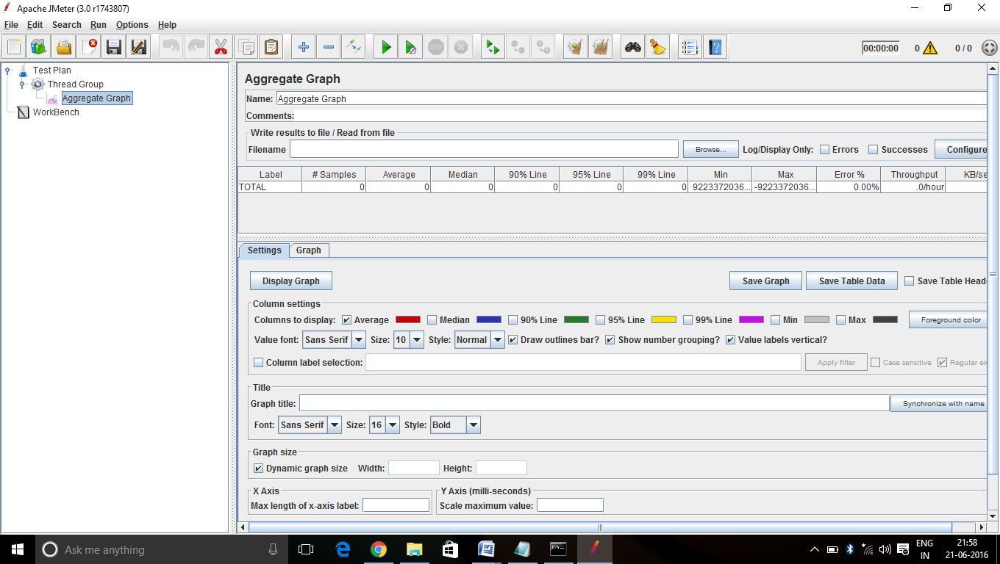 Apache JMeter (3.0 r1743807)
File Edit Search Run Options Help
00:00:00 0 0 / 0
Test Plan
Thread Group
Aggregate Graph
WorkBench
Aggregate Graph
Name: Aggregate Graph
Comments:
Write results to file / Read from file
Filename Browse... Log/Display Only: Errors Successes Configure
Label # Samples Average Median 90% Line 95% Line 99% Line Min Max Error % Throughput KB/se
TOTAL 0 0 0 0 0 0 9223372036... -9223372036... 0.00% .0/hour
Settings Graph
Display Graph Save Graph Save Table Data Save Table Head
Column settings
Columns to display: Average Median 90% Line 95% Line 99% Line Min Max Foreground color
Value font: Sans Serif Size: 10 Style: Normal Draw outlines bar? Show number grouping? Value labels vertical?
Column label selection: Apply filter Case sensitive Regular ex
Title
Graph title: Synchronize with name
Font: Sans Serif Size: 16 Style: Bold
Graph size
Dynamic graph size Width: Height:
X Axis Y Axis (milli-seconds)
Max length of x-axis label: Scale maximum value:
Ask me anything
ENG 21:58
IN 21-06-2016